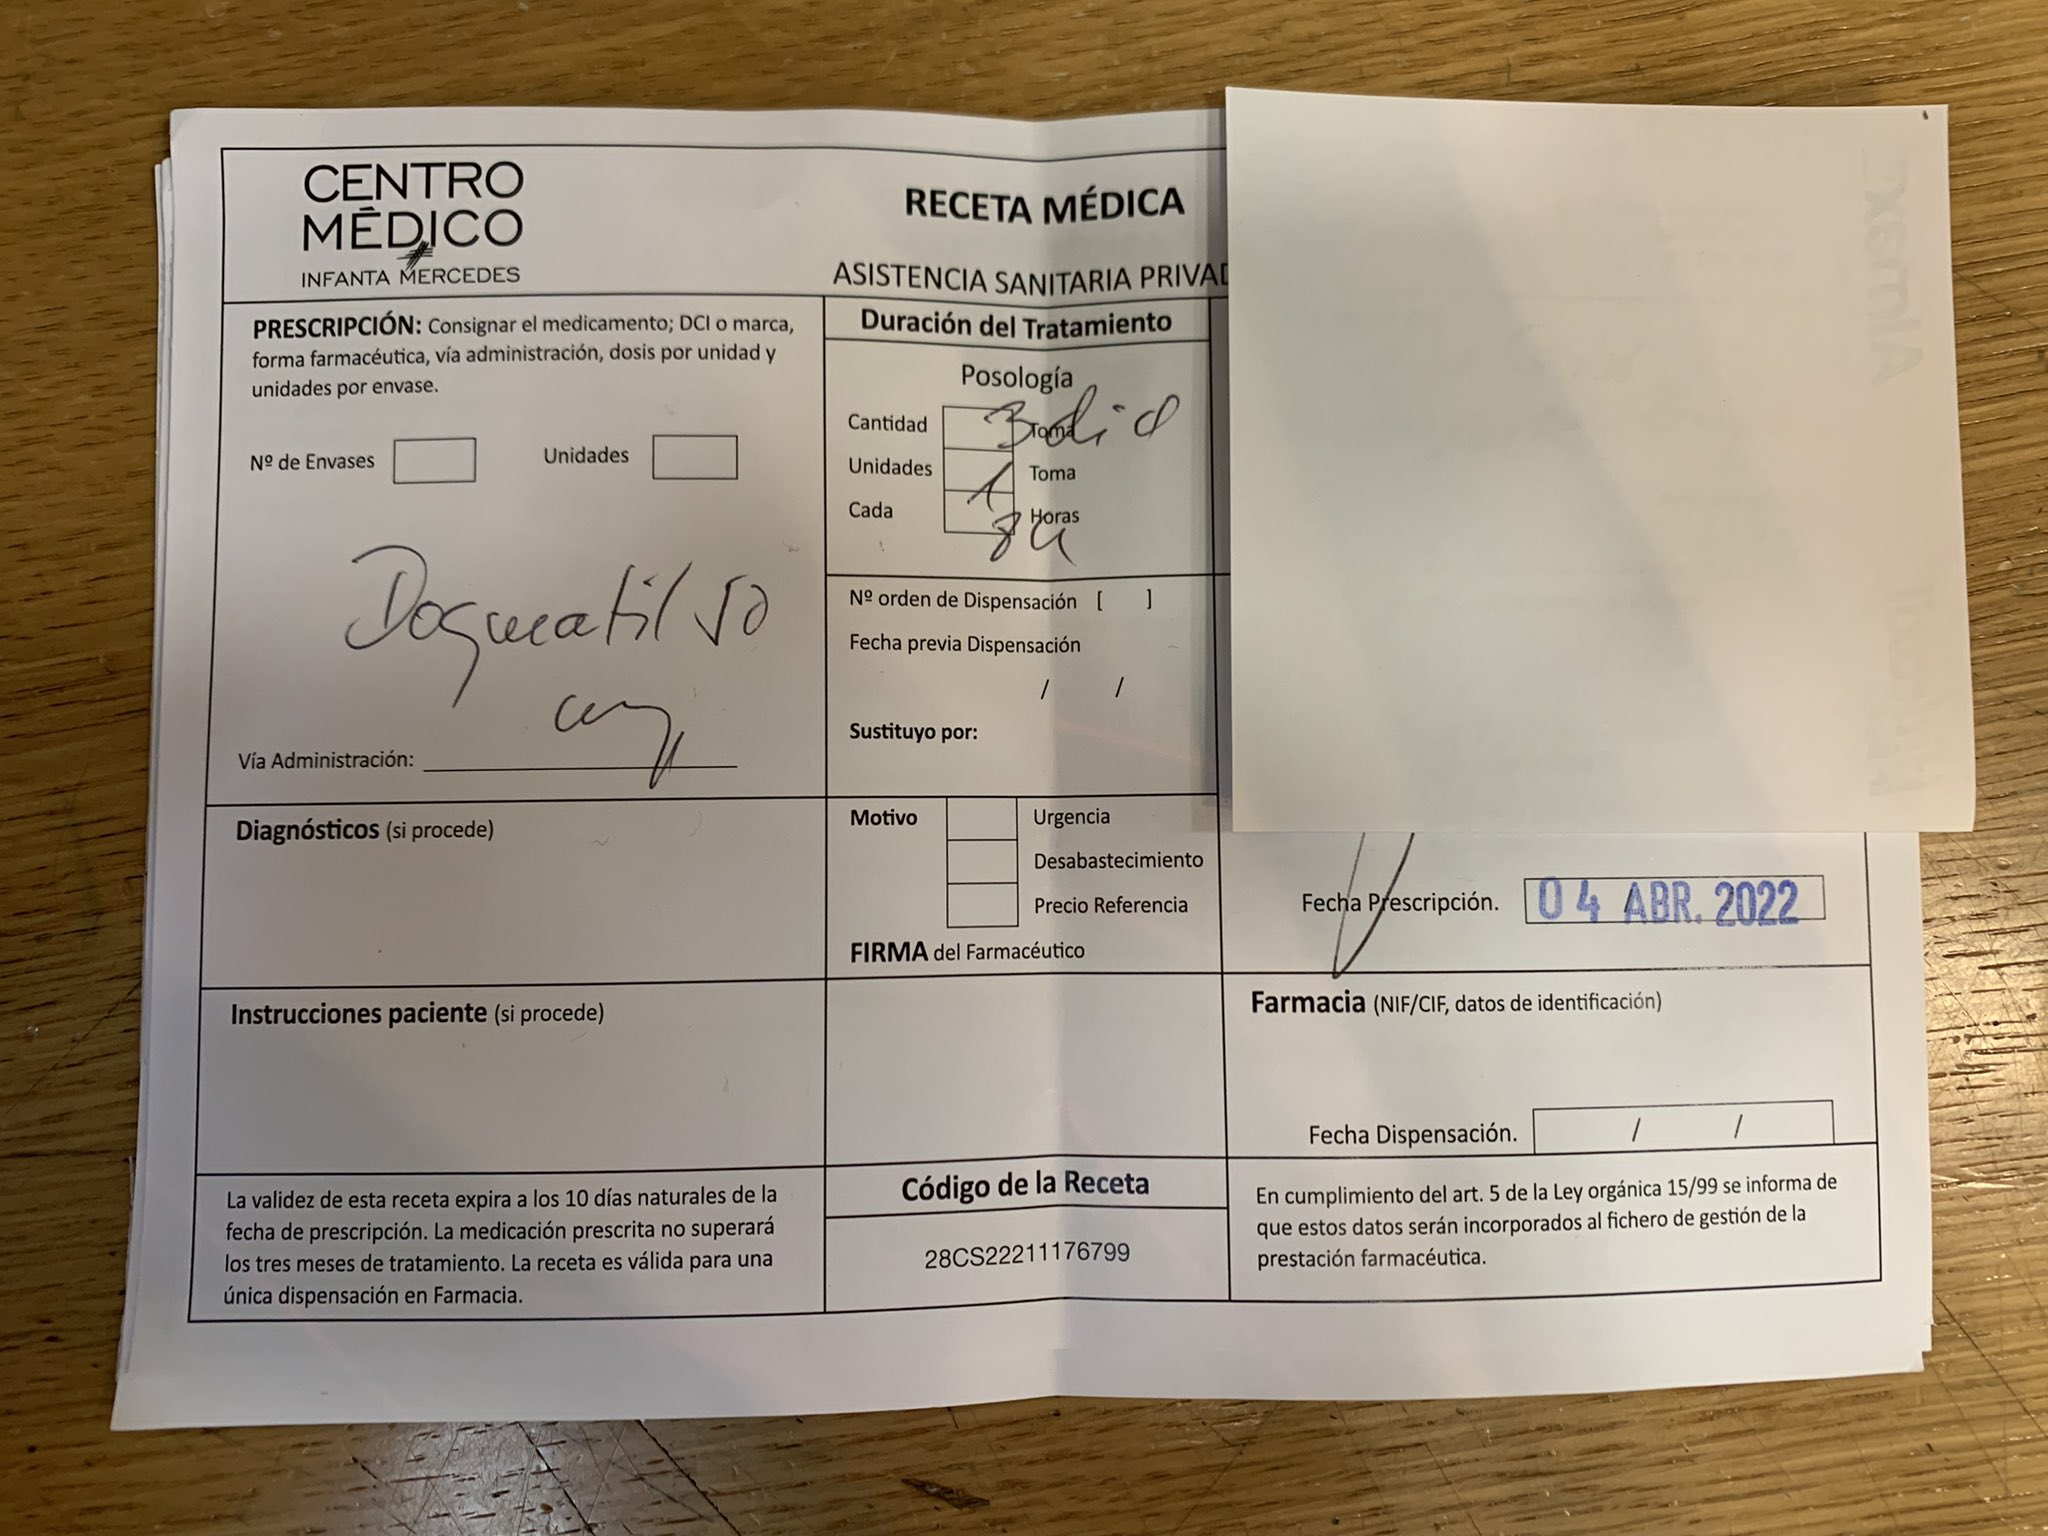 CENTRO
MÉDICO
INFANTA MERCEDES
RECETA MÉDICA
ASISTENCIA SANITARIA PRIVAD
PRESCRIPCIÓN: Consignar el medicamento; DCI o marca,
forma farmacéutica, vía administración, dosis por unidad y
unidades por envase.
Nº de Envases
Unidades
Dogmatil 50
Vía Administración:
Duración del Tratamiento
Posología
Cantidad 3 Toma
Unidades 1 Toma
Cada 8 Horas
Nº orden de Dispensación [ ]
Fecha previa Dispensación
/ /
Sustituyo por:
Diagnósticos (si procede)
Motivo
Urgencia
Desabastecimiento
Precio Referencia
FIRMA del Farmacéutico
Fecha Prescripción. 04 ABR. 2022
Instrucciones paciente (si procede)
Farmacia (NIF/CIF, datos de identificación)
Fecha Dispensación. / /
La validez de esta receta expira a los 10 días naturales de la
fecha de prescripción. La medicación prescrita no superará
los tres meses de tratamiento. La receta es válida para una
única dispensación en Farmacia.
Código de la Receta
28CS22211176799
En cumplimiento del art. 5 de la Ley orgánica 15/99 se informa de
que estos datos serán incorporados al fichero de gestión de la
prestación farmacéutica.